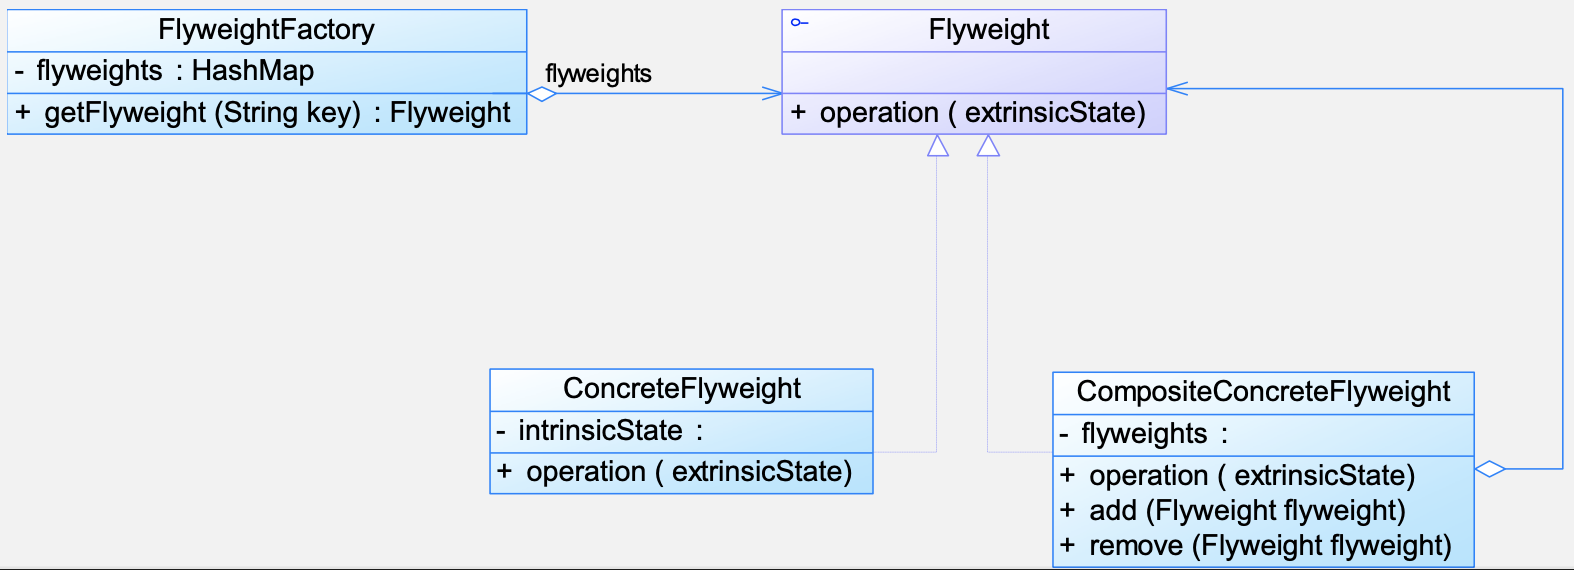 FlyweightFactory
- flyweights : HashMap
+ getFlyweight (String key) : Flyweight
flyweights
Flyweight
+ operation ( extrinsicState)
ConcreteFlyweight
- intrinsicState :
+ operation ( extrinsicState)
CompositeConcreteFlyweight
- flyweights :
+ operation ( extrinsicState)
+ add (Flyweight flyweight)
+ remove (Flyweight flyweight)